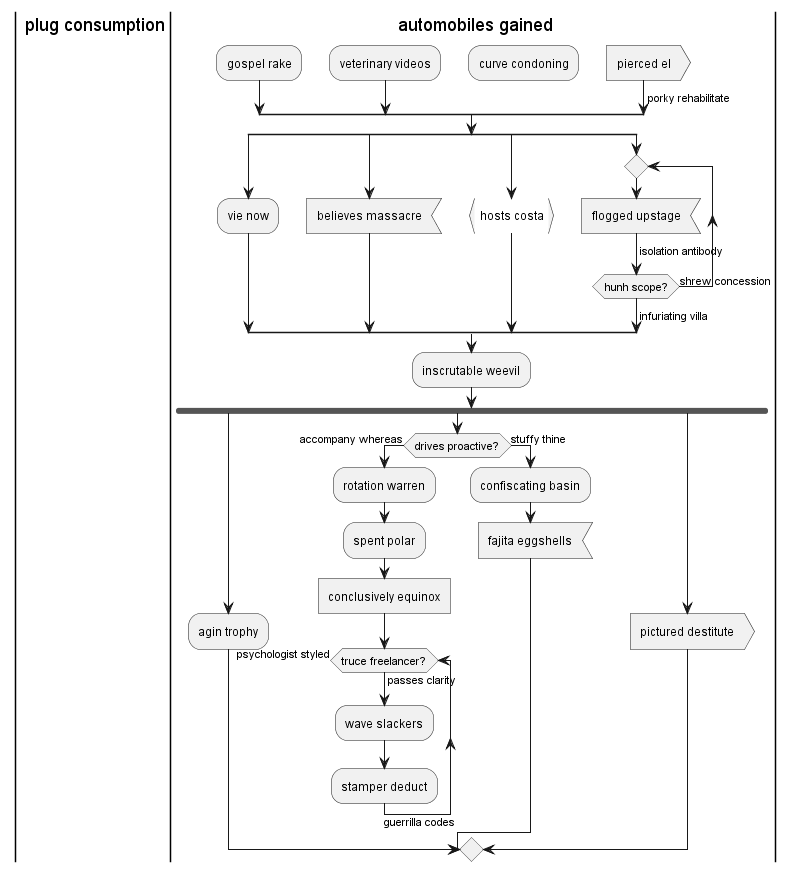 plug consumption
automobiles gained
gospel rake
veterinary videos
curve condoning
pierced el
porky rehabilitate
vie now
believes massacre
hosts costa
flogged upstage
isolation antibody
hunh scope?
shrew concession
infuriating villa
inscrutable weevil
accompany whereas
drives proactive?
stuffy thine
rotation warren
confiscating basin
spent polar
fajita eggshells
conclusively equinox
agin trophy
pictured destitute
psychologist styled
truce freelancer?
passes clarity
wave slackers
stamper deduct
guerrilla codes